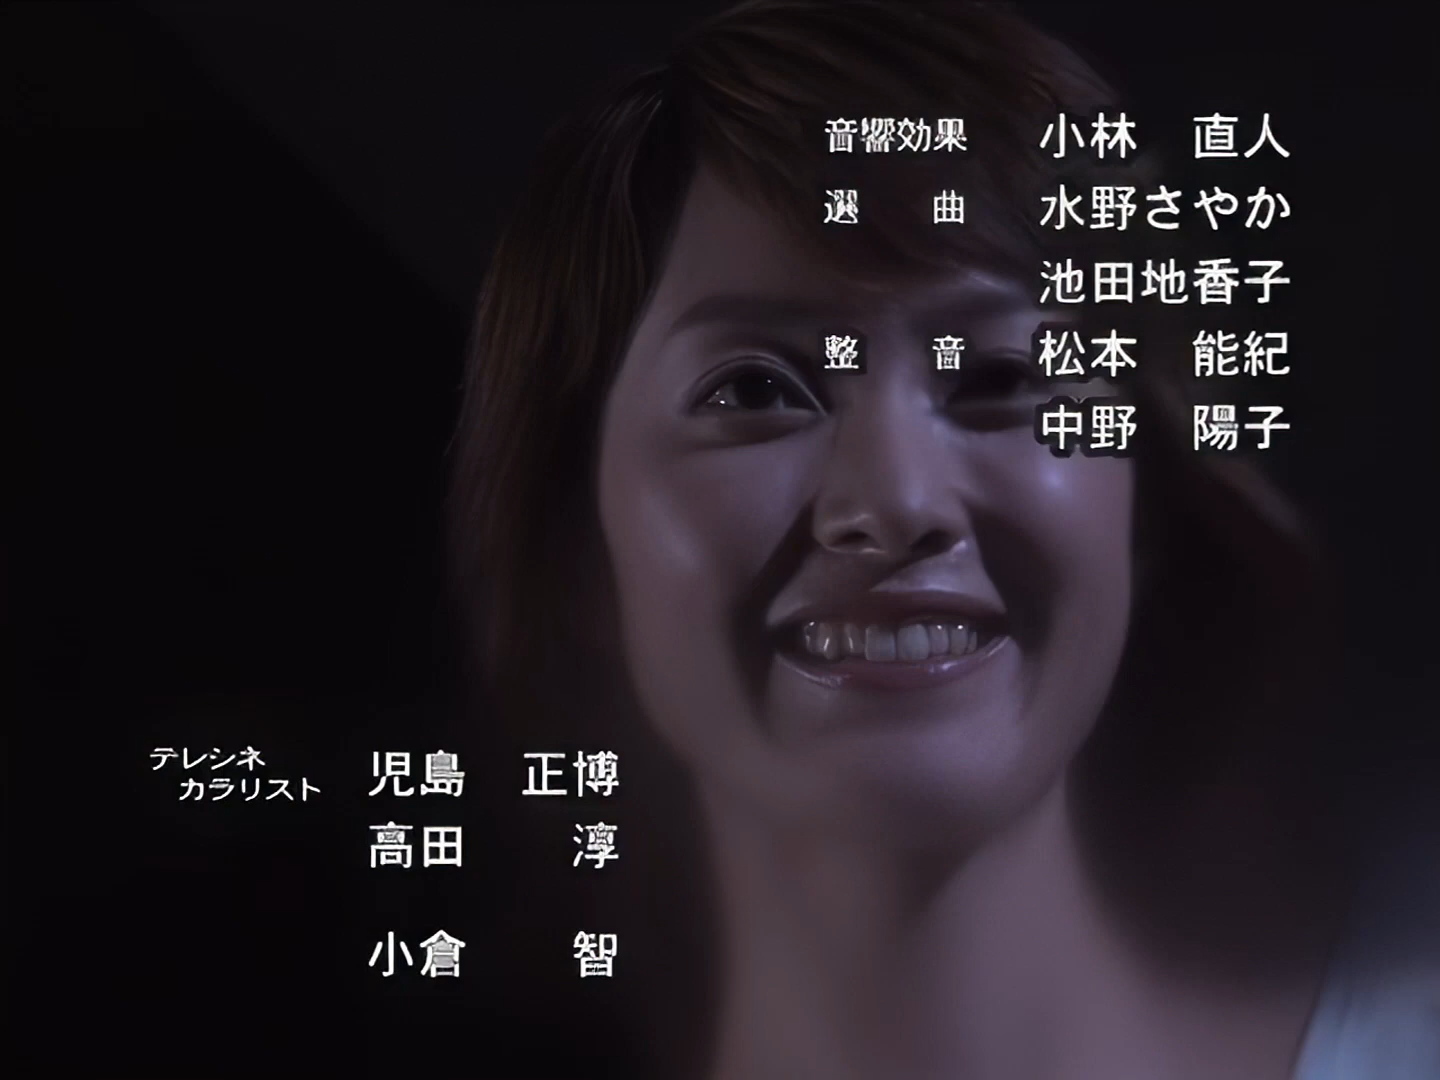 音響効果 小林 直人
選 曲 水野さやか
池田地香子
整 音 松本 能紀
中野 陽子
テレシネ
カラリスト 児島 正博
高田 淳
小倉 智